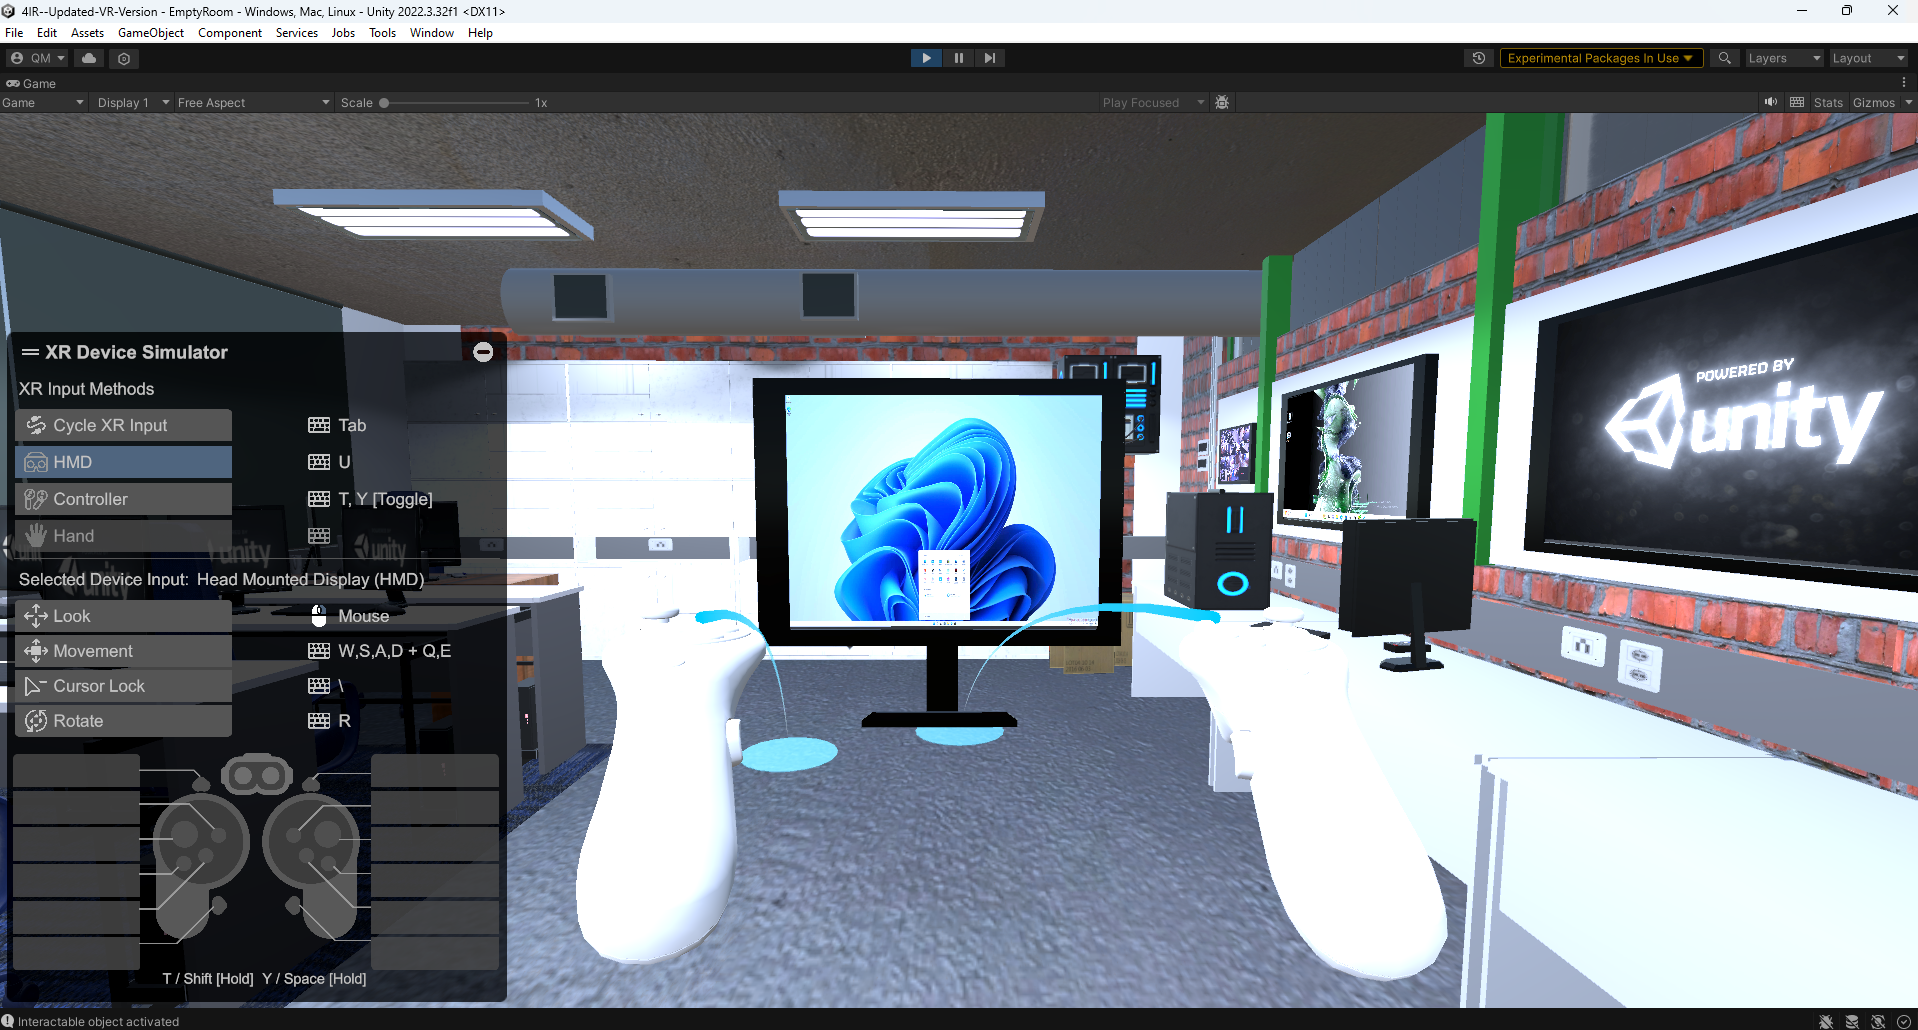 4IR--Updated-VR-Version - EmptyRoom - Windows, Mac, Linux - Unity 2022.3.32f1 <DX11>
File Edit Assets GameObject Component Services Jobs Tools Window Help
QM
Experimental Packages In Use
Layers
Layout
Game
Game
Display 1
Free Aspect
Scale
1x
Play Focused
Stats
Gizmos
XR Device Simulator
XR Input Methods
Cycle XR Input
Tab
HMD
U
Controller
T, Y [Toggle]
Hand
Selected Device Input: Head Mounted Display (HMD)
Look
Mouse
Movement
W,S,A,D + Q,E
Cursor Lock
\
Rotate
R
T / Shift [Hold] Y / Space [Hold]
POWERED BY
unity
unity
unity
unity
Interactable object activated